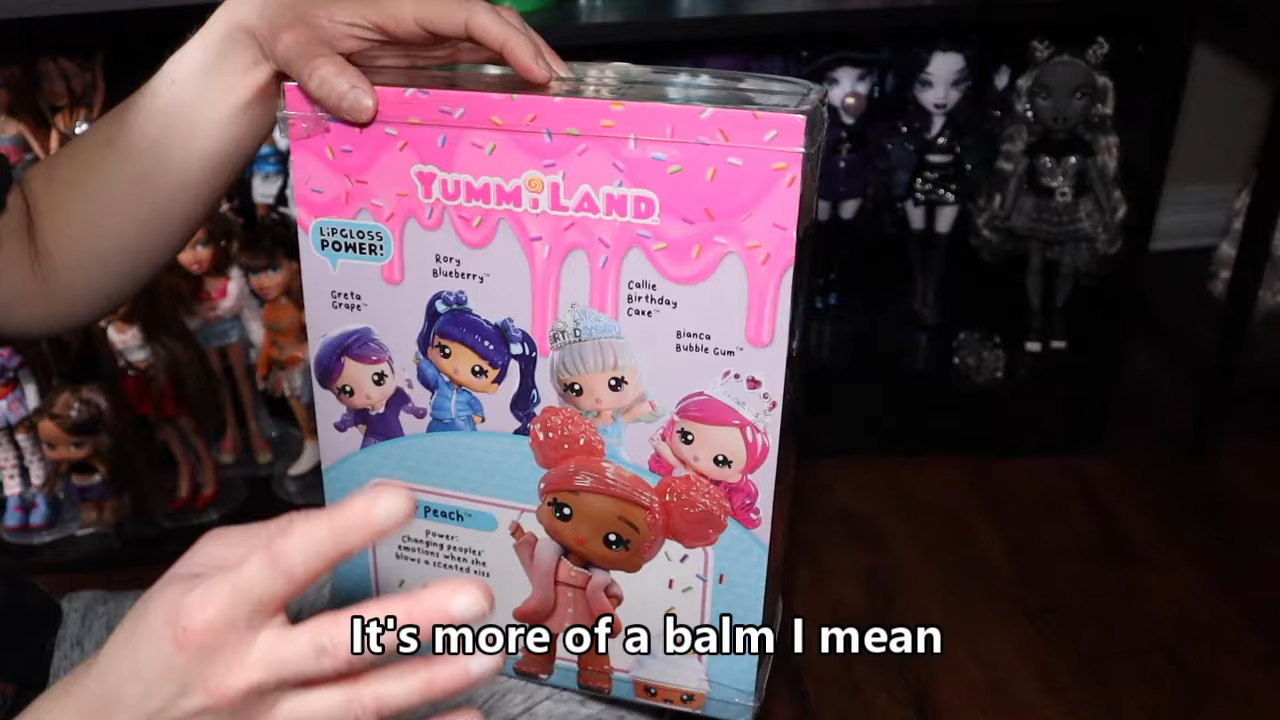 YUMMiLAND
LiPGLOSS
POWER!
Rory
Blueberry™
Greta
Grape™
Callie
Birthday
Cake™
Bianca
Bubble Gum™
Peach™
Power:
Changing peoples'
emotions when she
blows a scented kiss
It's more of a balm I mean